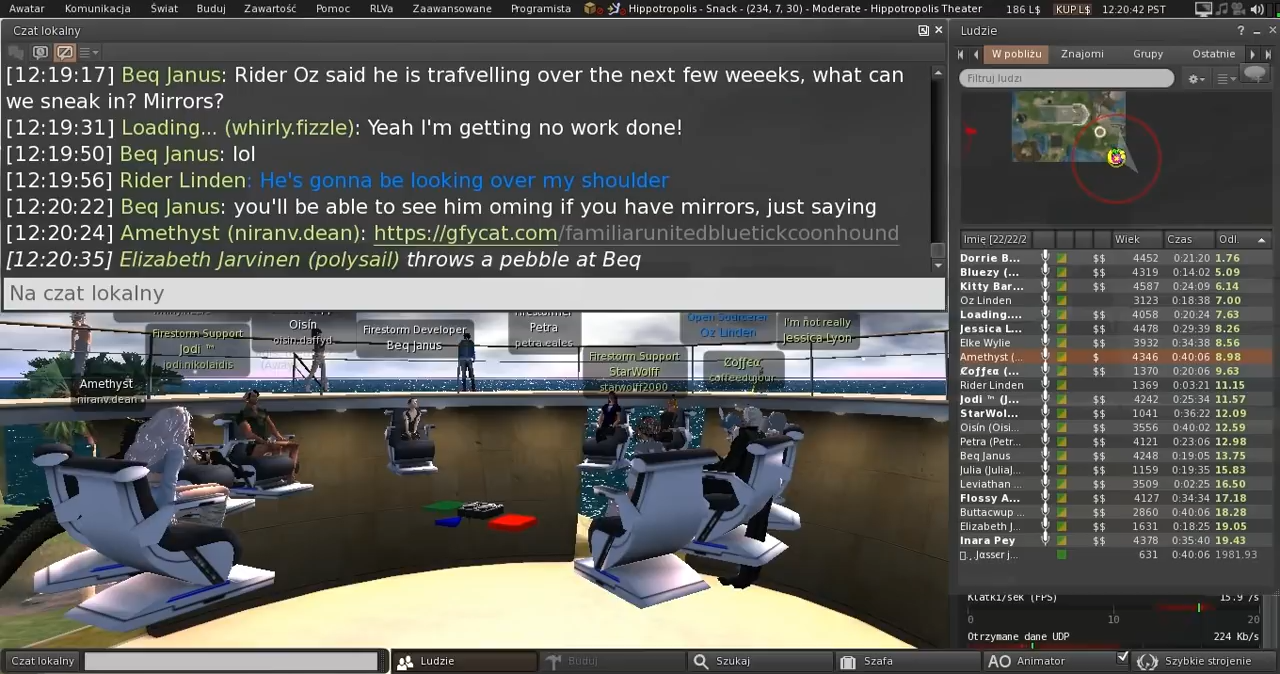 Awatar Komunikacja Świat Buduj Zawartość Pomoc RLVa Zaawansowane Programista Hippotropolis - Snack - (234, 7, 30) - Moderate - Hippotropolis Theater 186 L$ KUP L$ 12:20:42 PST
Czat lokalny
[12:19:17] Beq Janus: Rider Oz said he is trafvelling over the next few weeeks, what can
we sneak in? Mirrors?
[12:19:31] Loading... (whirly.fizzle): Yeah I'm getting no work done!
[12:19:50] Beq Janus: lol
[12:19:56] Rider Linden: He's gonna be looking over my shoulder
[12:20:22] Beq Janus: you'll be able to see him oming if you have mirrors, just saying
[12:20:24] Amethyst (niranv.dean): https://gfycat.com/familiarunitedbluetickcoonhound
[12:20:35] Elizabeth Jarvinen (polysail) throws a pebble at Beq
Na czat lokalny
Firestorm Support
Jodi ™
jodi.nikolaidis
Oisín
oisin.daffyd
Firestorm Developer
Beq Janus
Petra
petra.eales
Firestorm Support
StarWolff
starwolf2000
Open Sourcerer
Oz Linden
I'm not really
Jessica Lyon
Coffee
coffeedujour
Amethyst
niranv.dean
Ludzie
W pobliżu Znajomi Grupy Ostatnie
Filtruj ludzi
Imię [22/22/2 Wiek Czas Odl.
Dorrie B... $$ 4452 0:21:20 1.76
Bluezy (... $$ 4319 0:14:02 5.09
Kitty Bar... $$ 4587 0:24:09 6.14
Oz Linden 3123 0:18:38 7.00
Loading.... $$ 4058 0:20:24 7.63
Jessica L... $$ 4478 0:29:39 8.26
Elke Wylie $$ 3932 0:34:38 8.56
Amethyst (... $ 4346 0:40:06 8.98
Coffee (... $$ 1370 0:20:06 9.63
Rider Linden 1369 0:03:21 11.15
Jodi ™ (J... $$ 4242 0:25:34 11.57
StarWol... $$ 1041 0:36:22 12.09
Oisín (Oisi... $$ 3556 0:40:02 12.59
Petra (Petr... $$ 4121 0:23:06 12.98
Beq Janus $$ 4248 0:19:05 13.75
Julia (JuliaJ... $$ 1159 0:19:35 15.83
Leviathan ... $$ 3509 0:02:25 16.50
Flossy A... $$ 4127 0:34:34 17.18
Buttacwup ... $$ 2860 0:40:06 18.28
Elizabeth J... $$ 1631 0:18:25 19.05
Inara Pey $$ 4378 0:35:40 19.43
Jasser j... 631 0:40:06 1981.93
Klatki/sek (FPS) 15.9 /s
0 10 20
Otrzymane dane UDP 224 Kb/s
Czat lokalny Ludzie Buduj Szukaj Szafa AO Animator Szybkie strojenie